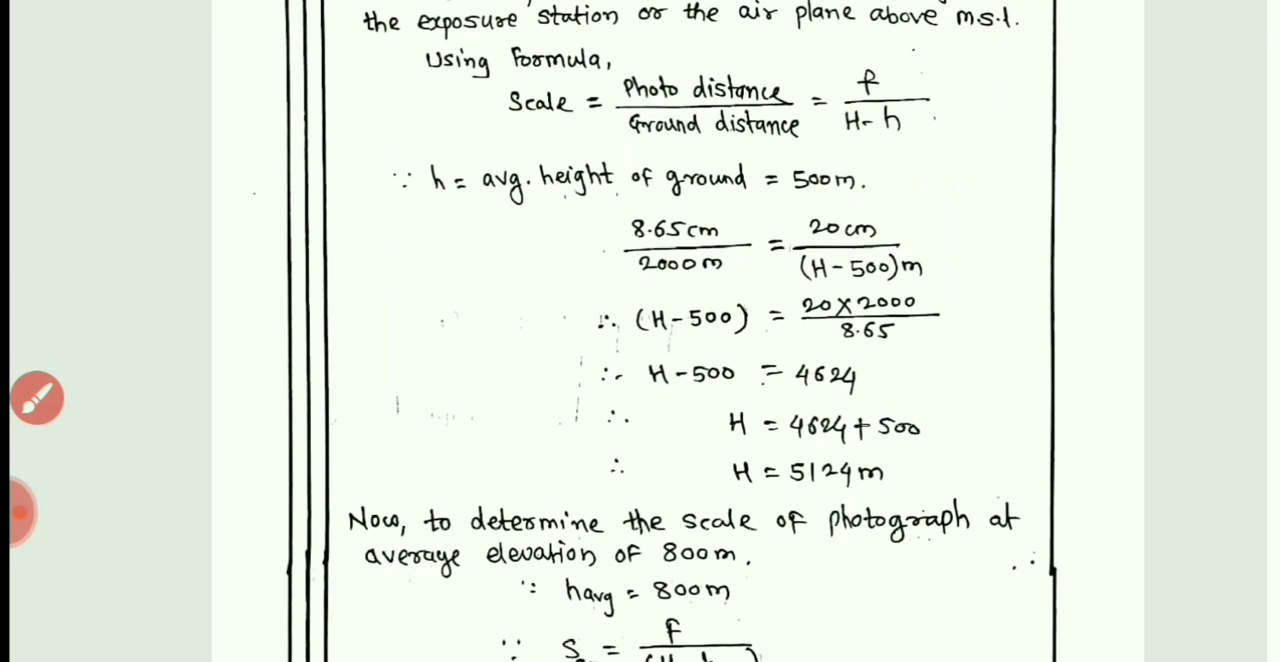 the exposure station or the air plane above m.s.l.
Using formula,
Scale = Photo distance / Ground distance = f / H - h
∵ h = avg. height of ground = 500m.
8.65cm / 2000m = 20cm / (H - 500)m
∴ (H - 500) = 20 X 2000 / 8.65
∴ H - 500 = 4624
∴ H = 4624 + 500
∴ H = 5124m
Now, to determine the scale of photograph at
average elevation of 800m.
∵ havg = 800m
∵ S = f